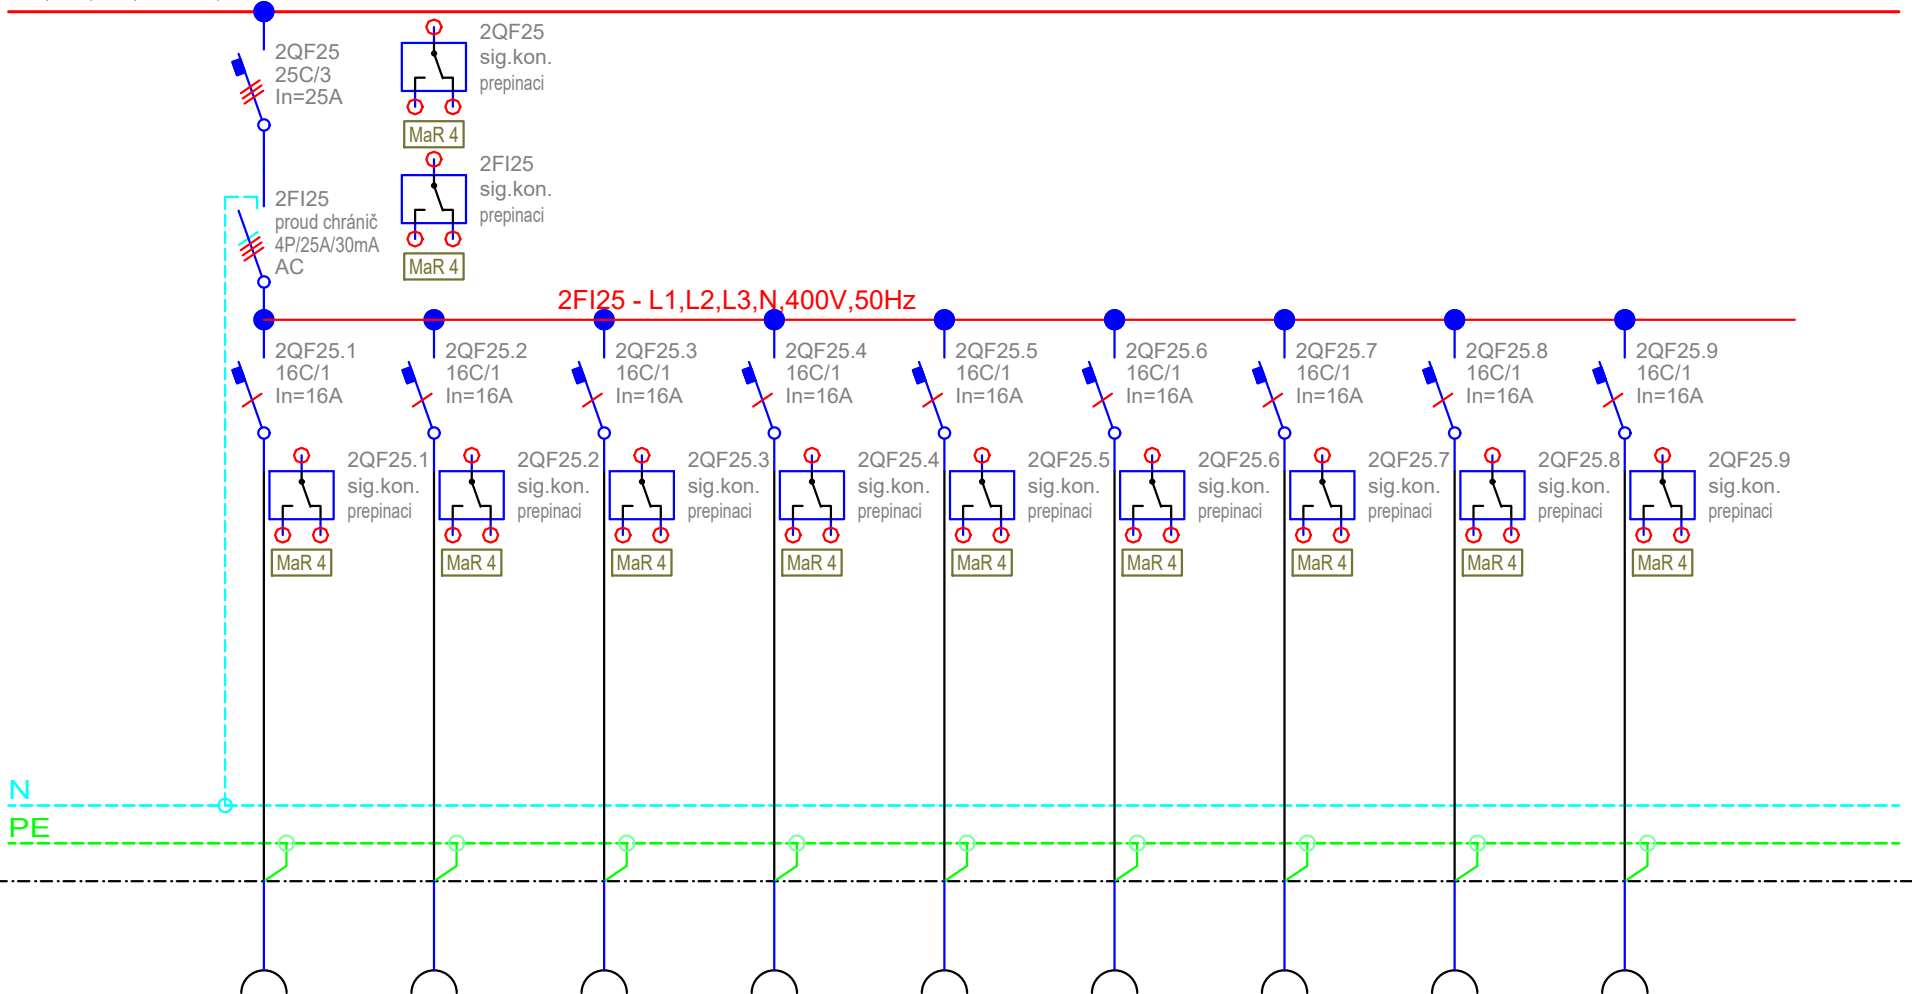 2QF25
25C/3
In=25A
2QF25
sig.kon.
prepinaci
MaR 4
2FI25
sig.kon.
prepinaci
MaR 4
2FI25
proud chránič
4P/25A/30mA
AC
2FI25 - L1,L2,L3,N,400V,50Hz
2QF25.1
16C/1
In=16A
2QF25.2
16C/1
In=16A
2QF25.3
16C/1
In=16A
2QF25.4
16C/1
In=16A
2QF25.5
16C/1
In=16A
2QF25.6
16C/1
In=16A
2QF25.7
16C/1
In=16A
2QF25.8
16C/1
In=16A
2QF25.9
16C/1
In=16A
2QF25.1
sig.kon.
prepinaci
MaR 4
2QF25.2
sig.kon.
prepinaci
MaR 4
2QF25.3
sig.kon.
prepinaci
MaR 4
2QF25.4
sig.kon.
prepinaci
MaR 4
2QF25.5
sig.kon.
prepinaci
MaR 4
2QF25.6
sig.kon.
prepinaci
MaR 4
2QF25.7
sig.kon.
prepinaci
MaR 4
2QF25.8
sig.kon.
prepinaci
MaR 4
2QF25.9
sig.kon.
prepinaci
MaR 4
N
PE